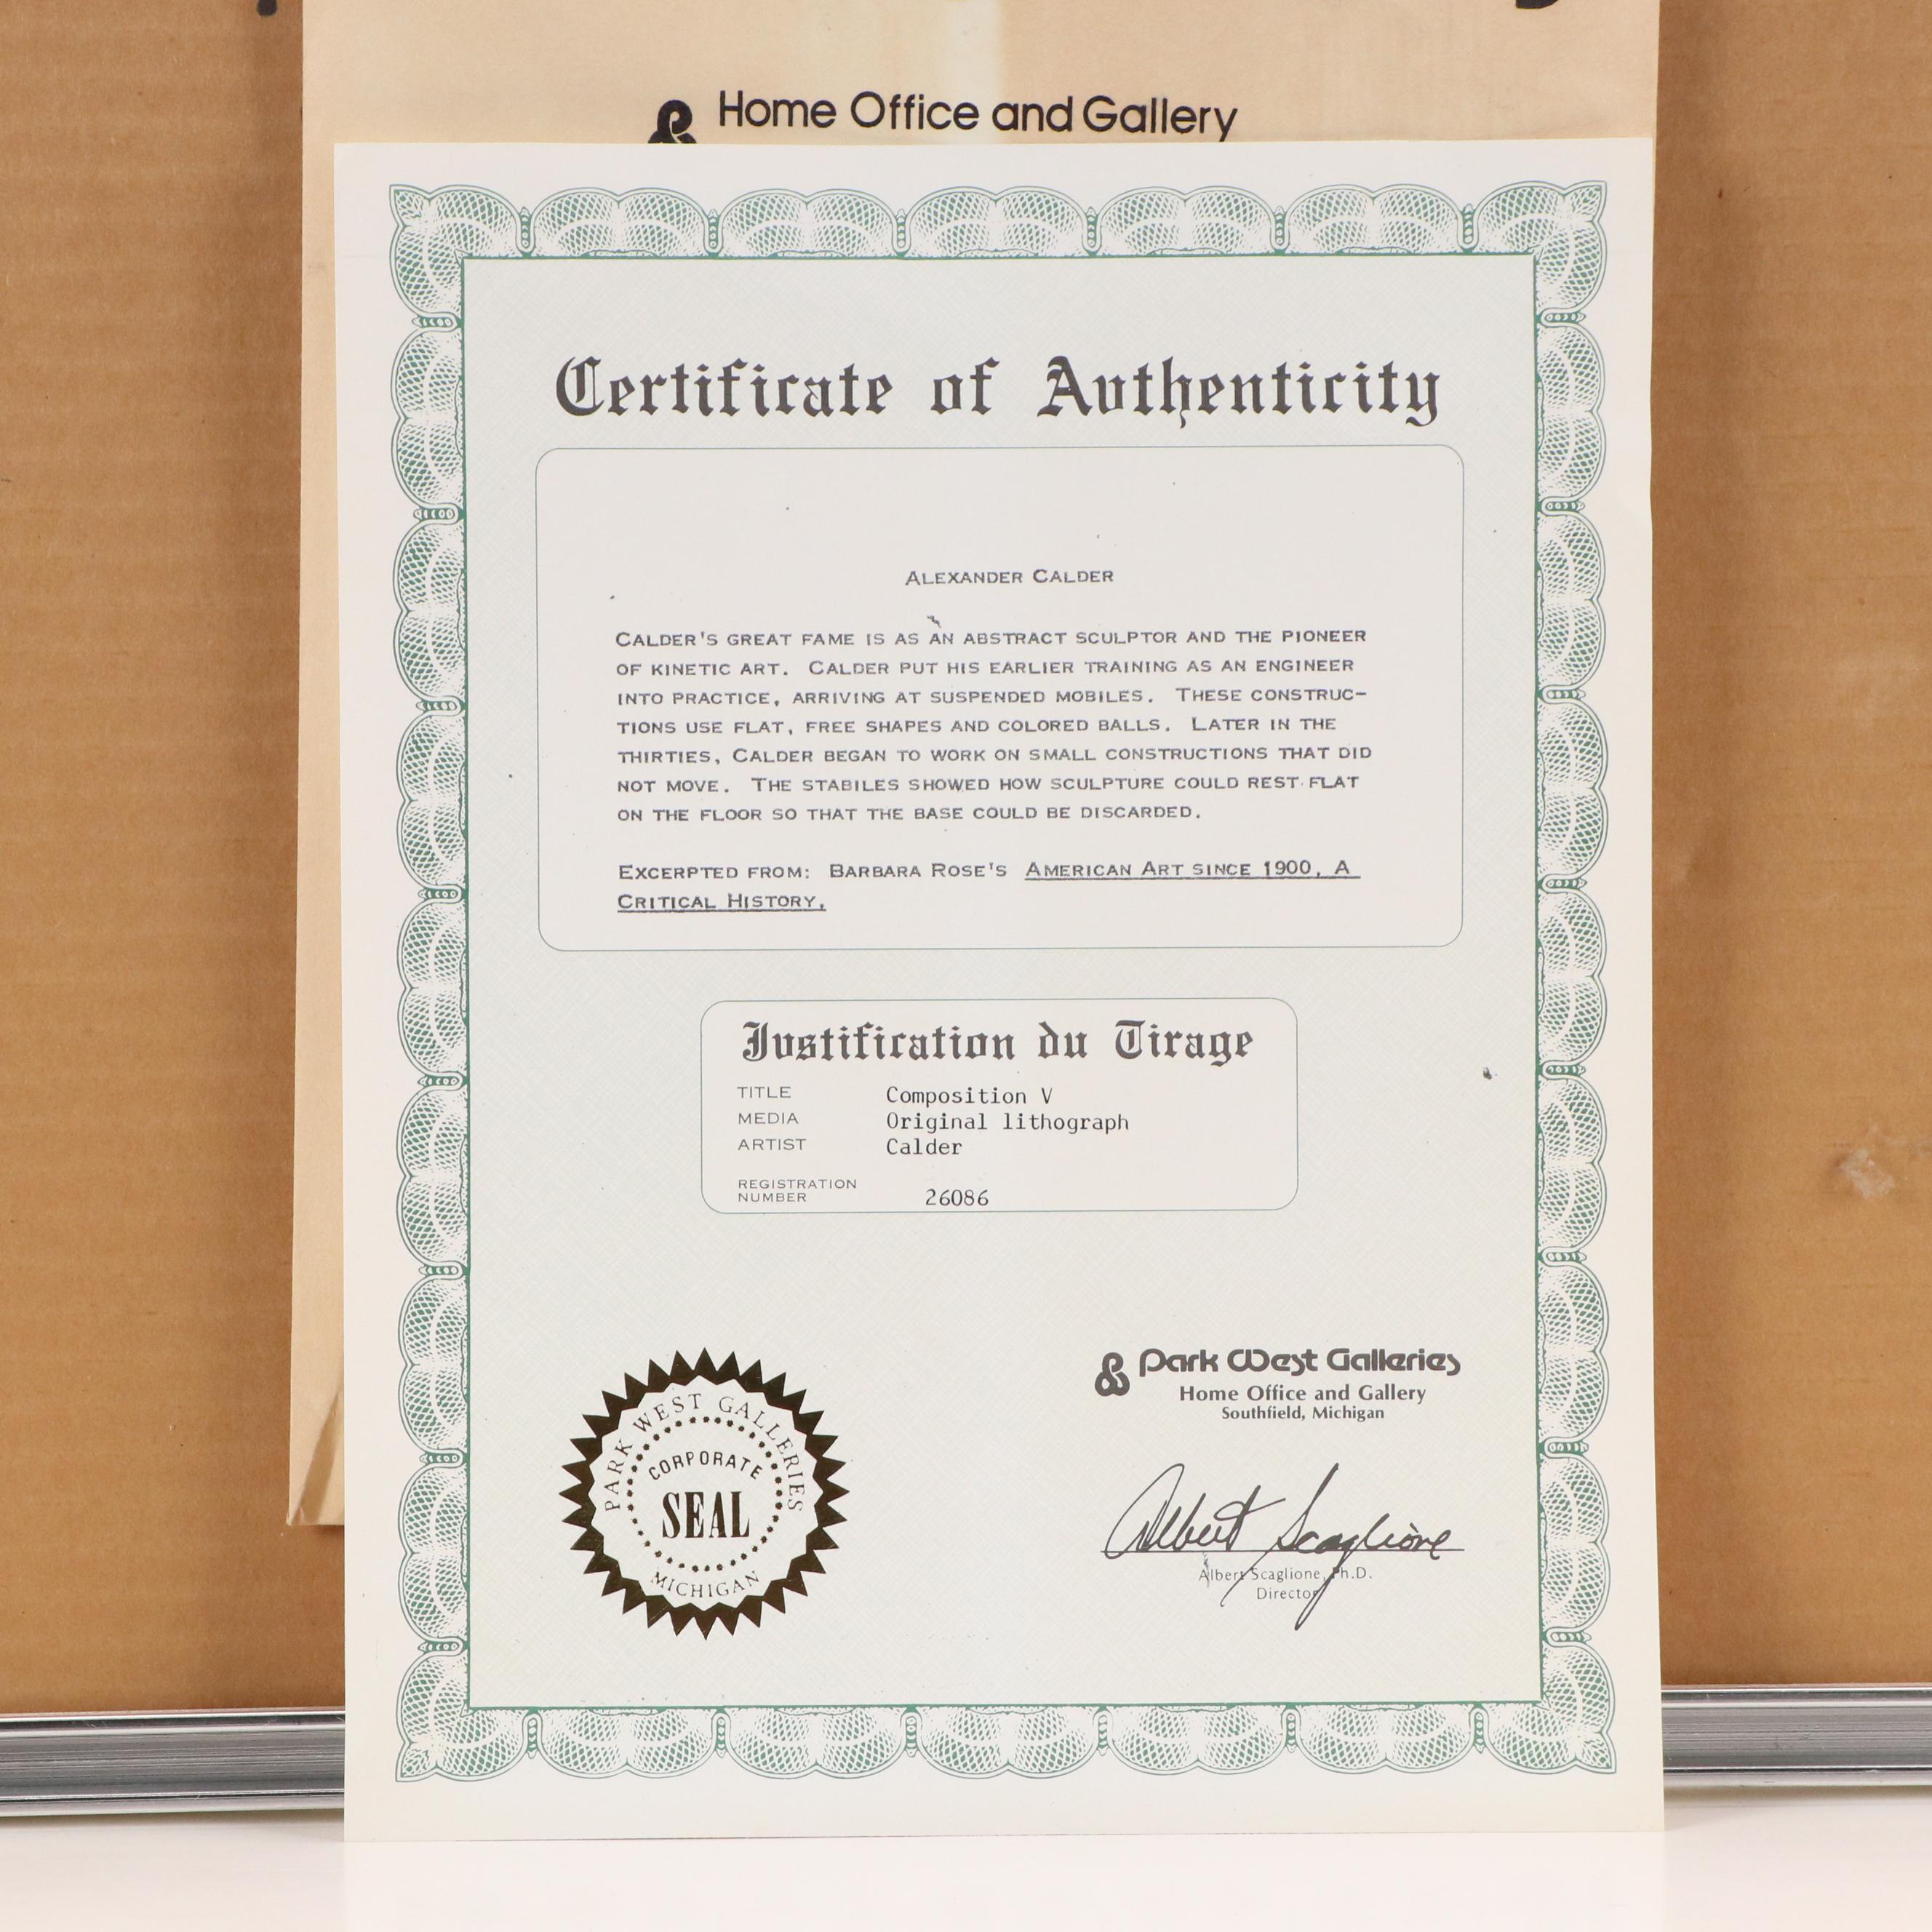 Home Office and Gallery
Certificate of Authenticity
ALEXANDER CALDER
CALDER'S GREAT FAME IS AS AN ABSTRACT SCULPTOR AND THE PIONEER
OF KINETIC ART. CALDER PUT HIS EARLIER TRAINING AS AN ENGINEER
INTO PRACTICE, ARRIVING AT SUSPENDED MOBILES. THESE CONSTRUC-
TIONS USE FLAT, FREE SHAPES AND COLORED BALLS. LATER IN THE
THIRTIES, CALDER BEGAN TO WORK ON SMALL CONSTRUCTIONS THAT DID
NOT MOVE. THE STABILES SHOWED HOW SCULPTURE COULD REST FLAT
ON THE FLOOR SO THAT THE BASE COULD BE DISCARDED.
EXCERPTED FROM: BARBARA ROSE'S AMERICAN ART SINCE 1900, A
CRITICAL HISTORY.
Justification du Tirage
TITLE Composition V
MEDIA Original lithograph
ARTIST Calder
REGISTRATION
NUMBER 26086
PARK WEST GALLERIES
CORPORATE
SEAL
MICHIGAN
Park West Galleries
Home Office and Gallery
Southfield, Michigan
Albert Scaglione
Albert Scaglione, Ph.D.
Director